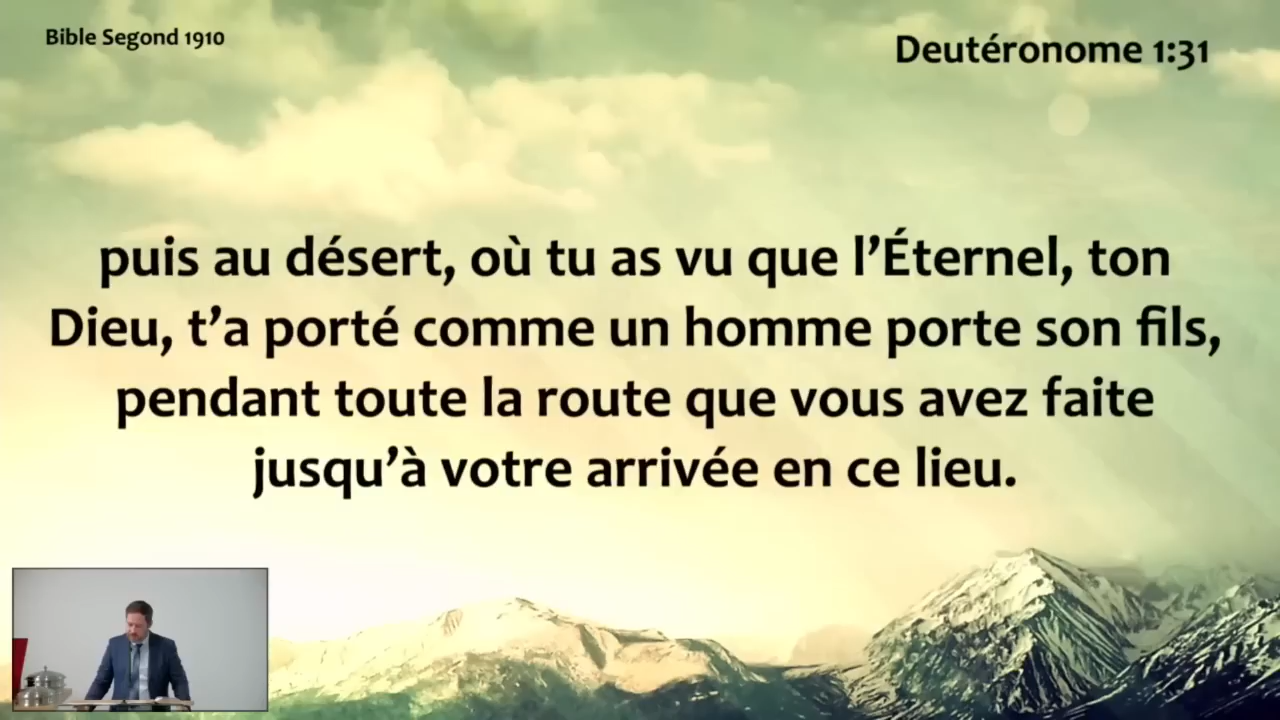 Bible Segond 1910
Deutéronome 1:31
puis au désert, où tu as vu que l’Éternel, ton
Dieu, t’a porté comme un homme porte son fils,
pendant toute la route que vous avez faite
jusqu’à votre arrivée en ce lieu.